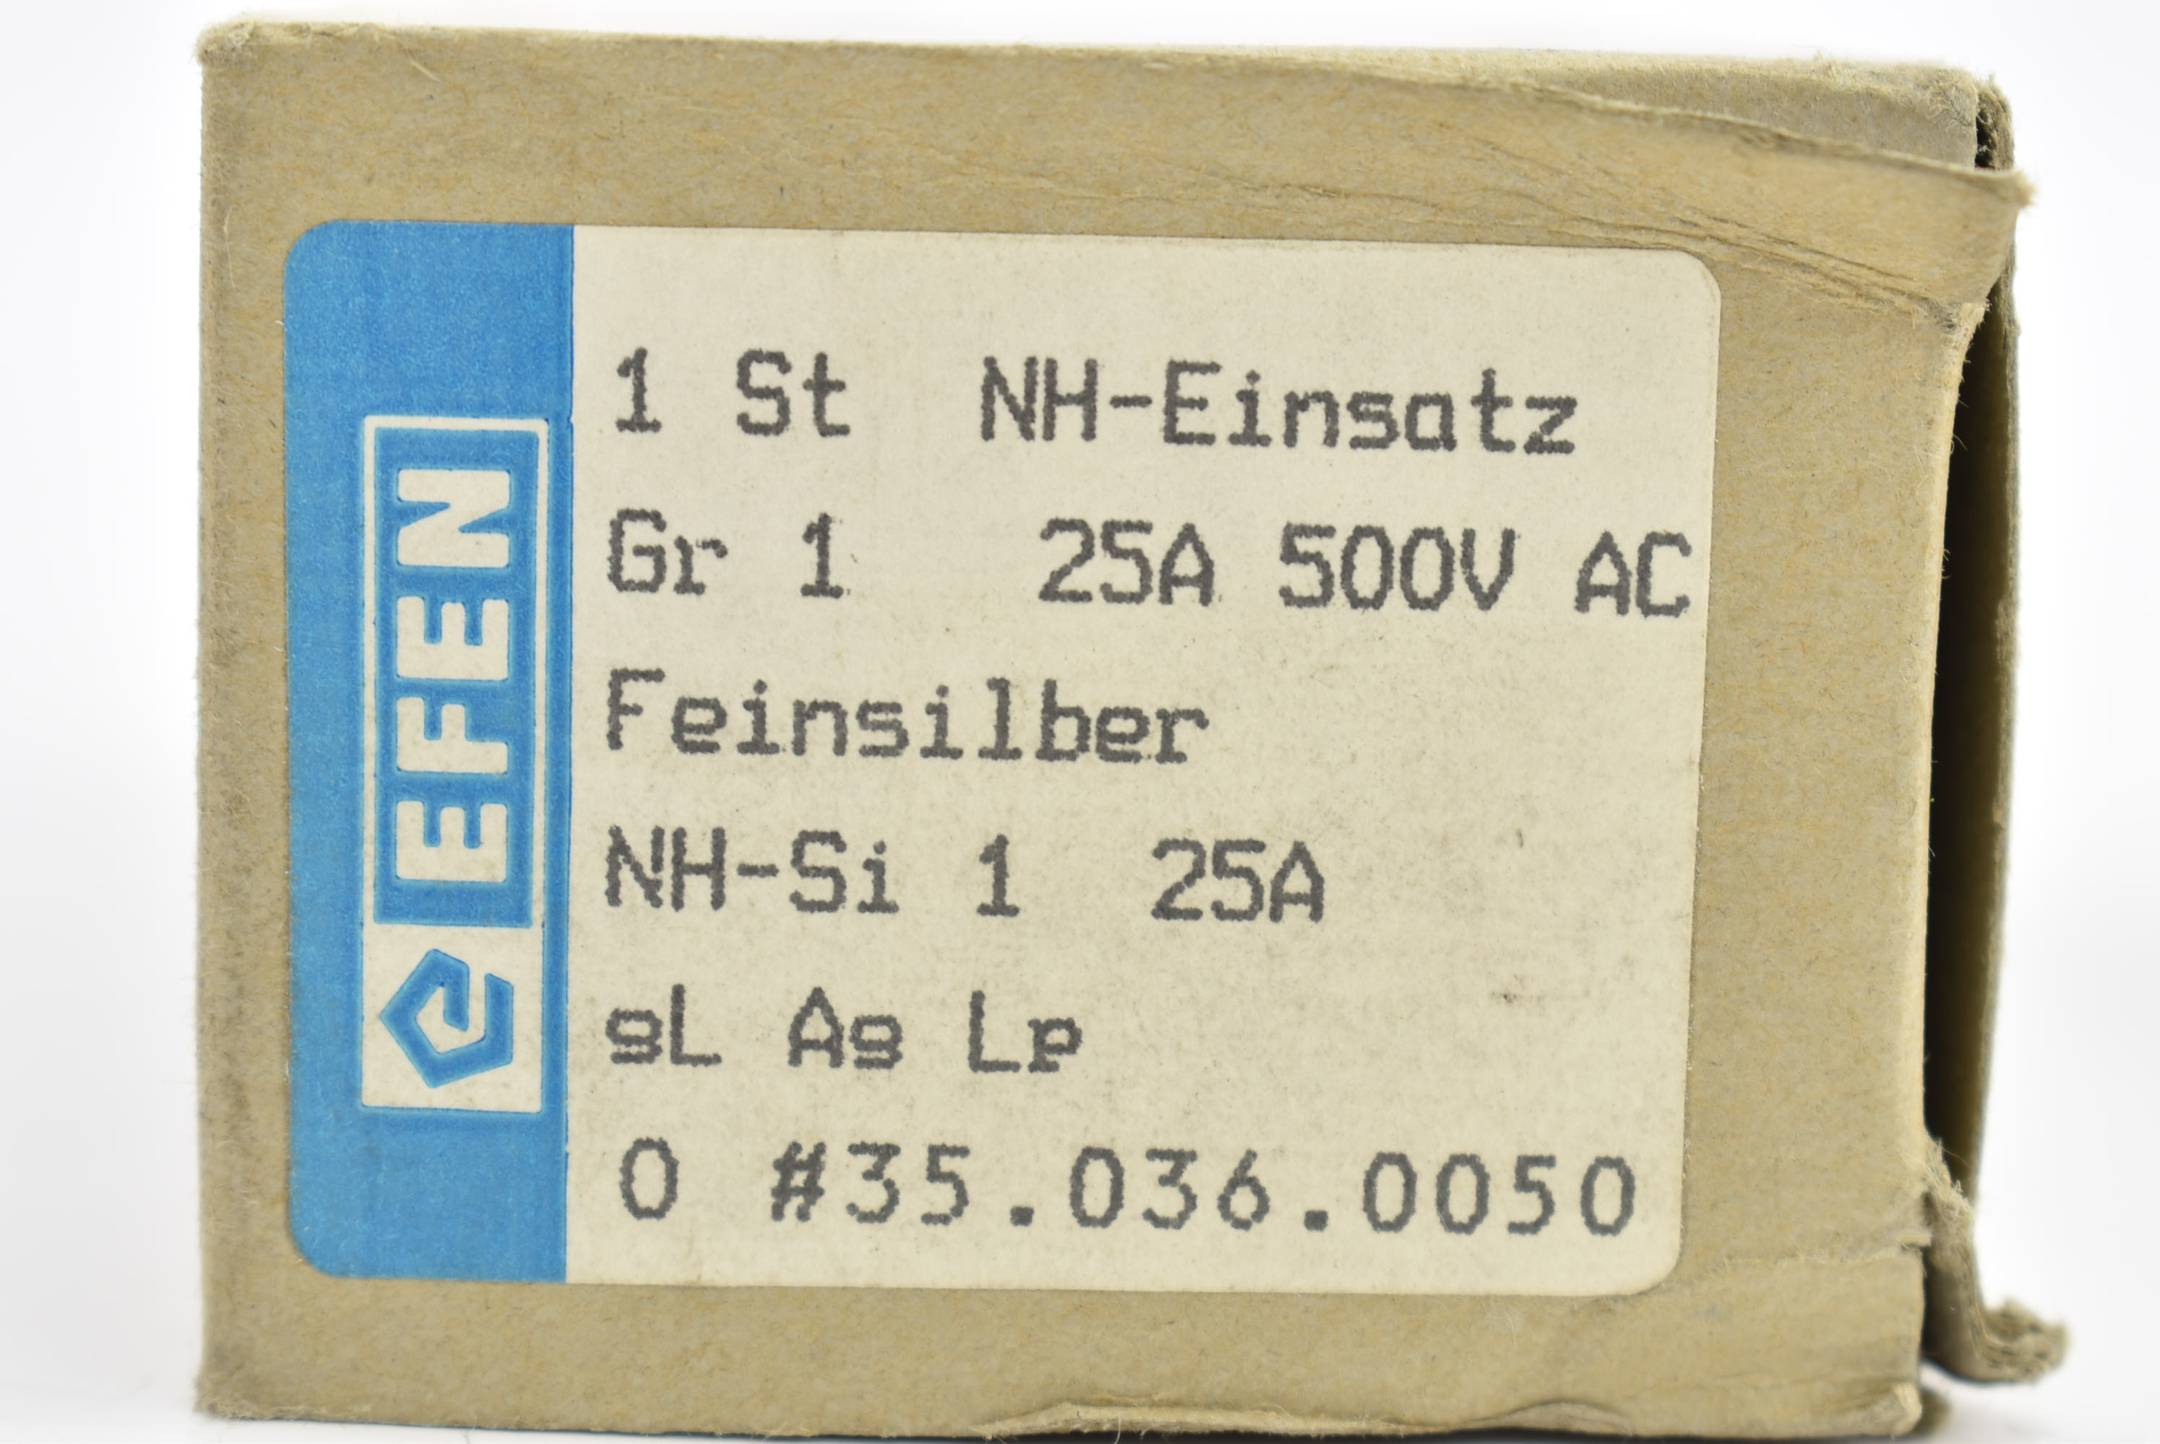 EFEN
1 St NH-Einsatz
Gr 1 25A 500V AC
Feinsilber
NH-Si 1 25A
gL Ag Lp
0 #35.036.0050